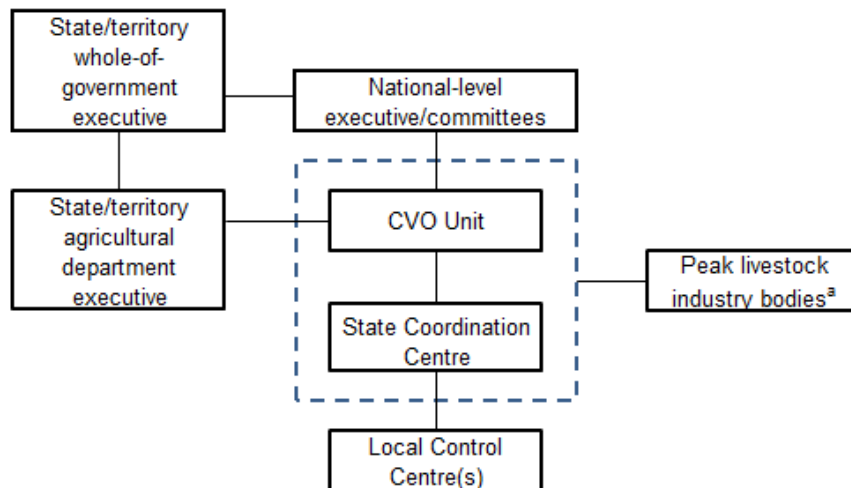 State/territory
whole-of-
government
executive
National-level
executive/committees
State/territory
agricultural
department
executive
CVO Unit
Peak livestock
industry bodiesᵃ
State Coordination
Centre
Local Control
Centre(s)